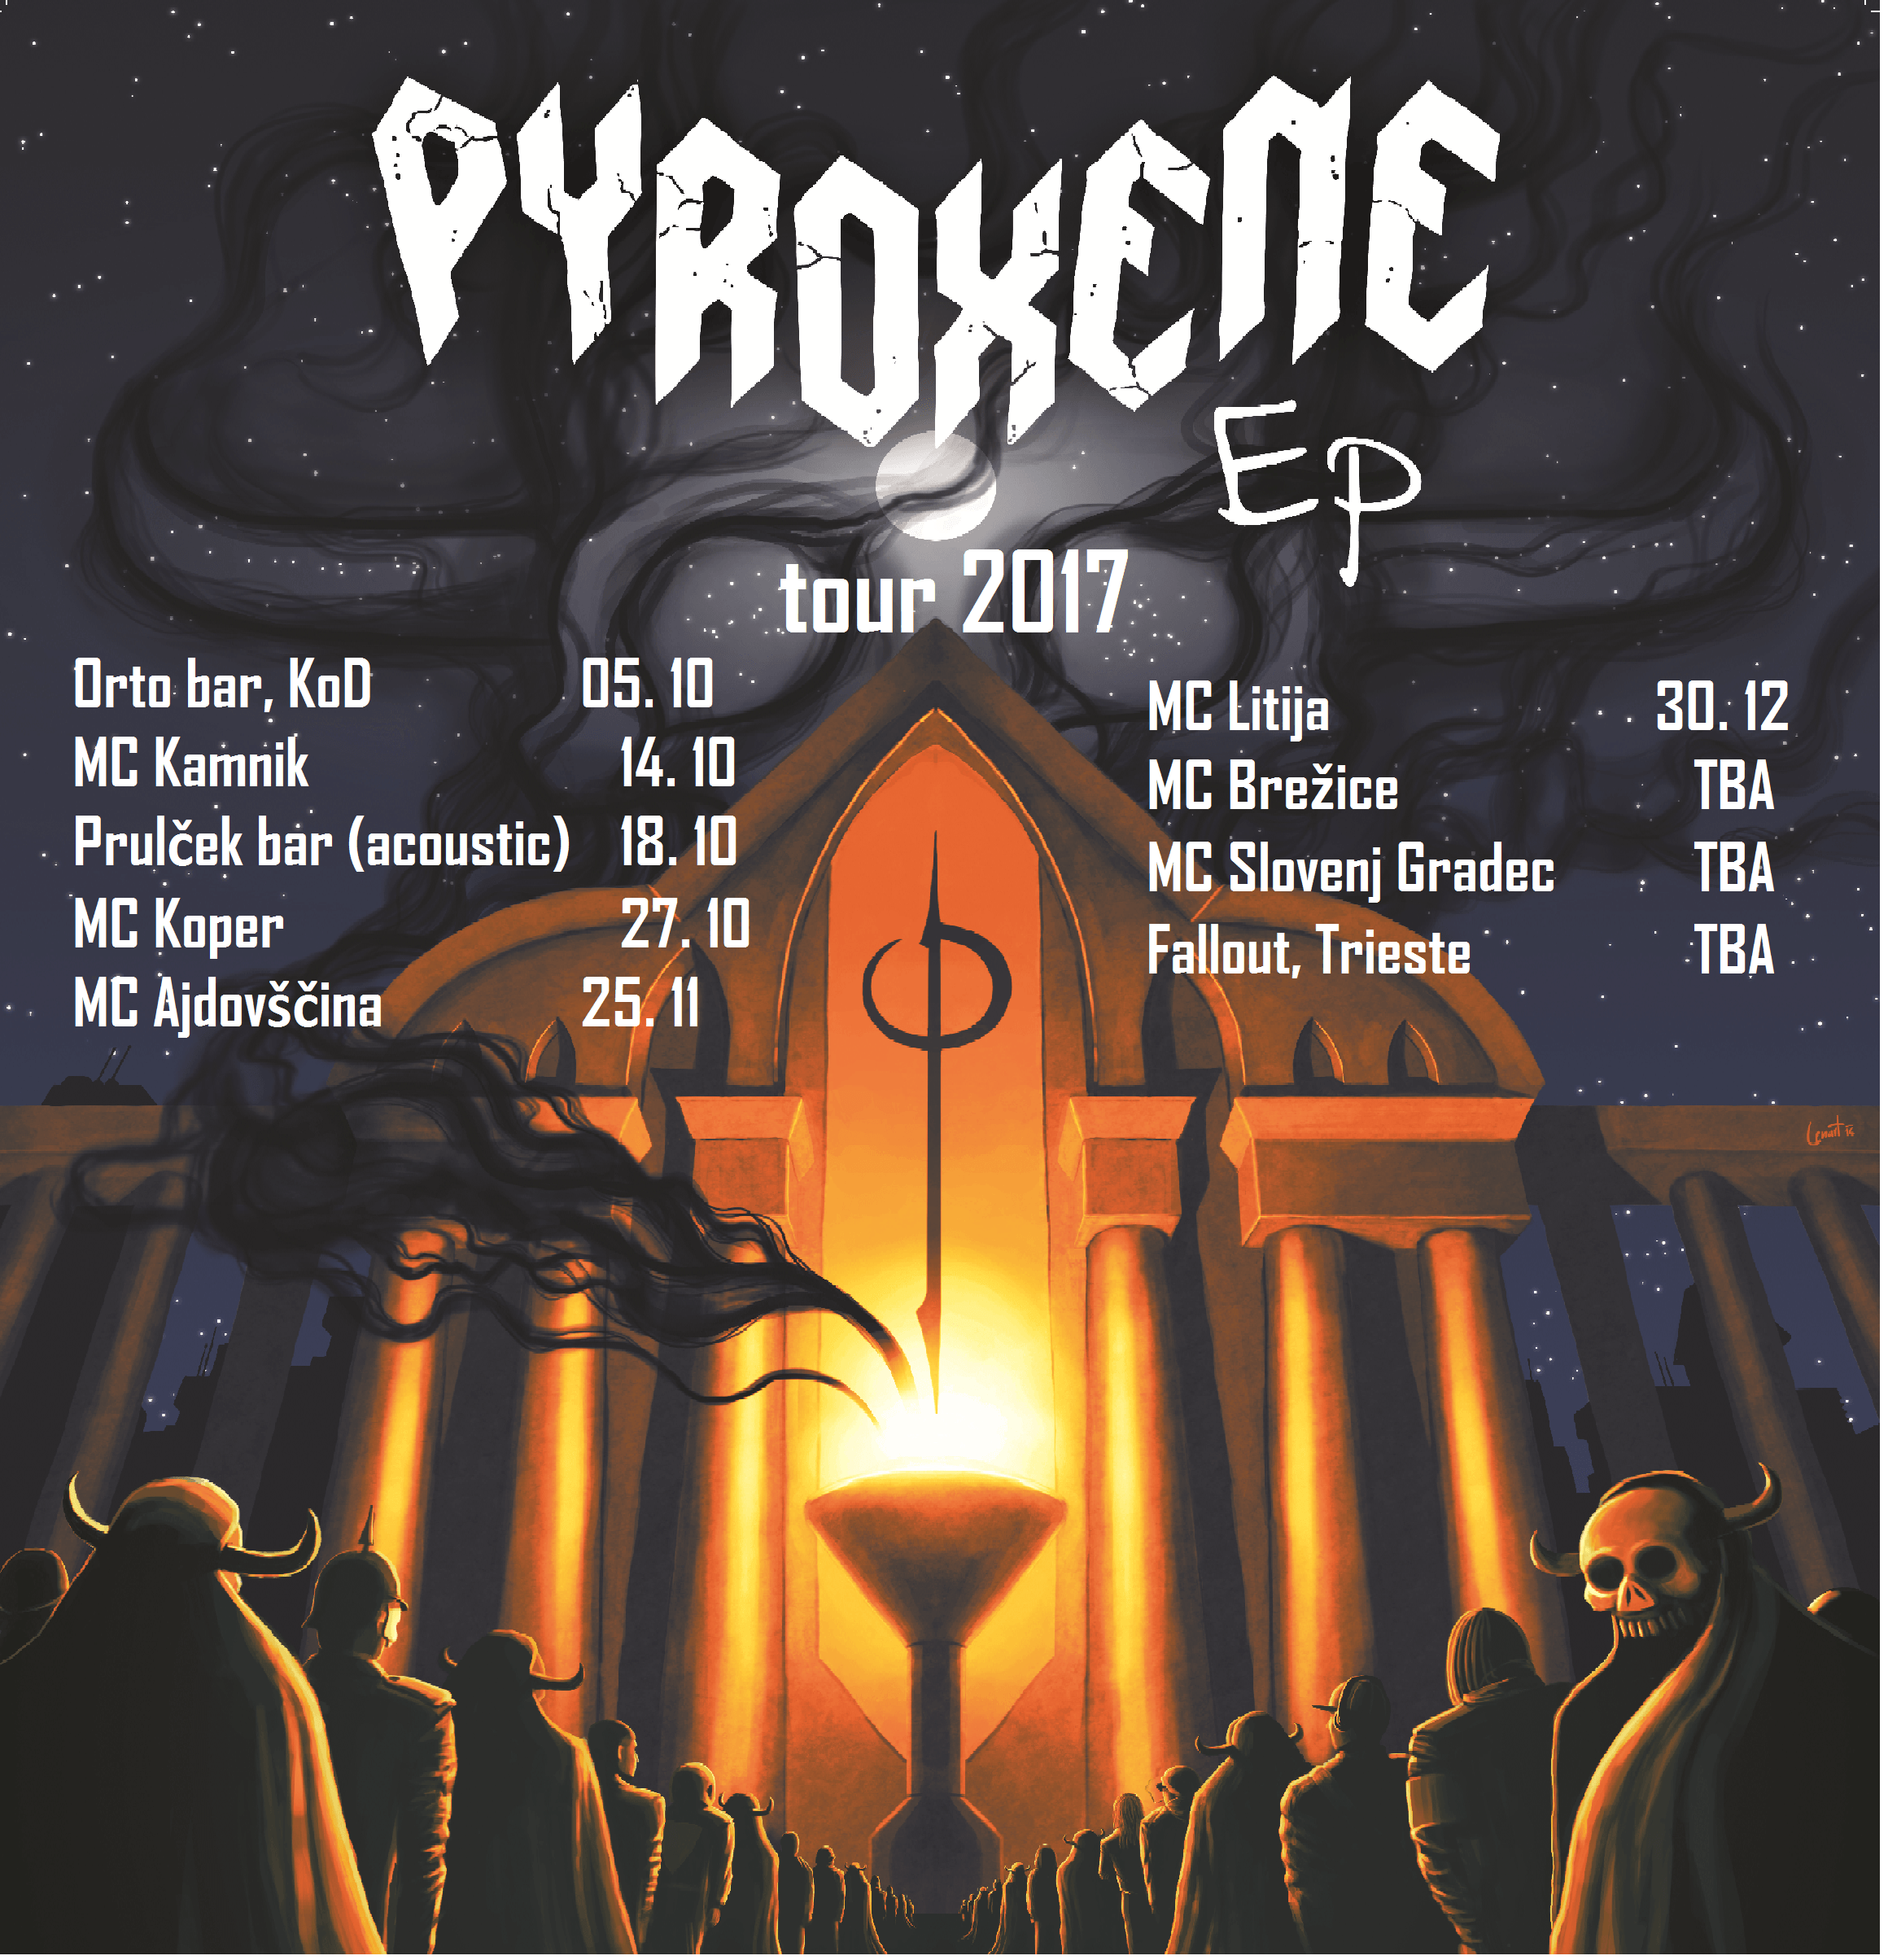 PYROXENE
Ep
tour 2017
Orto bar, KoD 05. 10
MC Kamnik 14. 10
Prulček bar (acoustic) 18. 10
MC Koper 27. 10
MC Ajdovščina 25. 11
MC Litija 30. 12
MC Brežice TBA
MC Slovenj Gradec TBA
Fallout, Trieste TBA